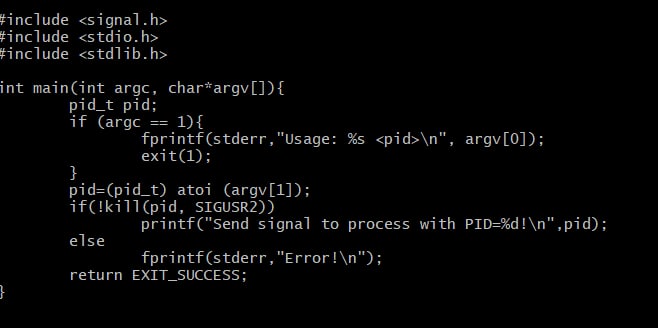 #include <signal.h>
#include <stdio.h>
#include <stdlib.h>
int main(int argc, char*argv[]){
pid_t pid;
if (argc == 1){
fprintf(stderr,"Usage: %s <pid>\n", argv[0]);
exit(1);
}
pid=(pid_t) atoi (argv[1]);
if(!kill(pid, SIGUSR2))
printf("Send signal to process with PID=%d!\n",pid);
else
fprintf(stderr,"Error!\n");
return EXIT_SUCCESS;
}